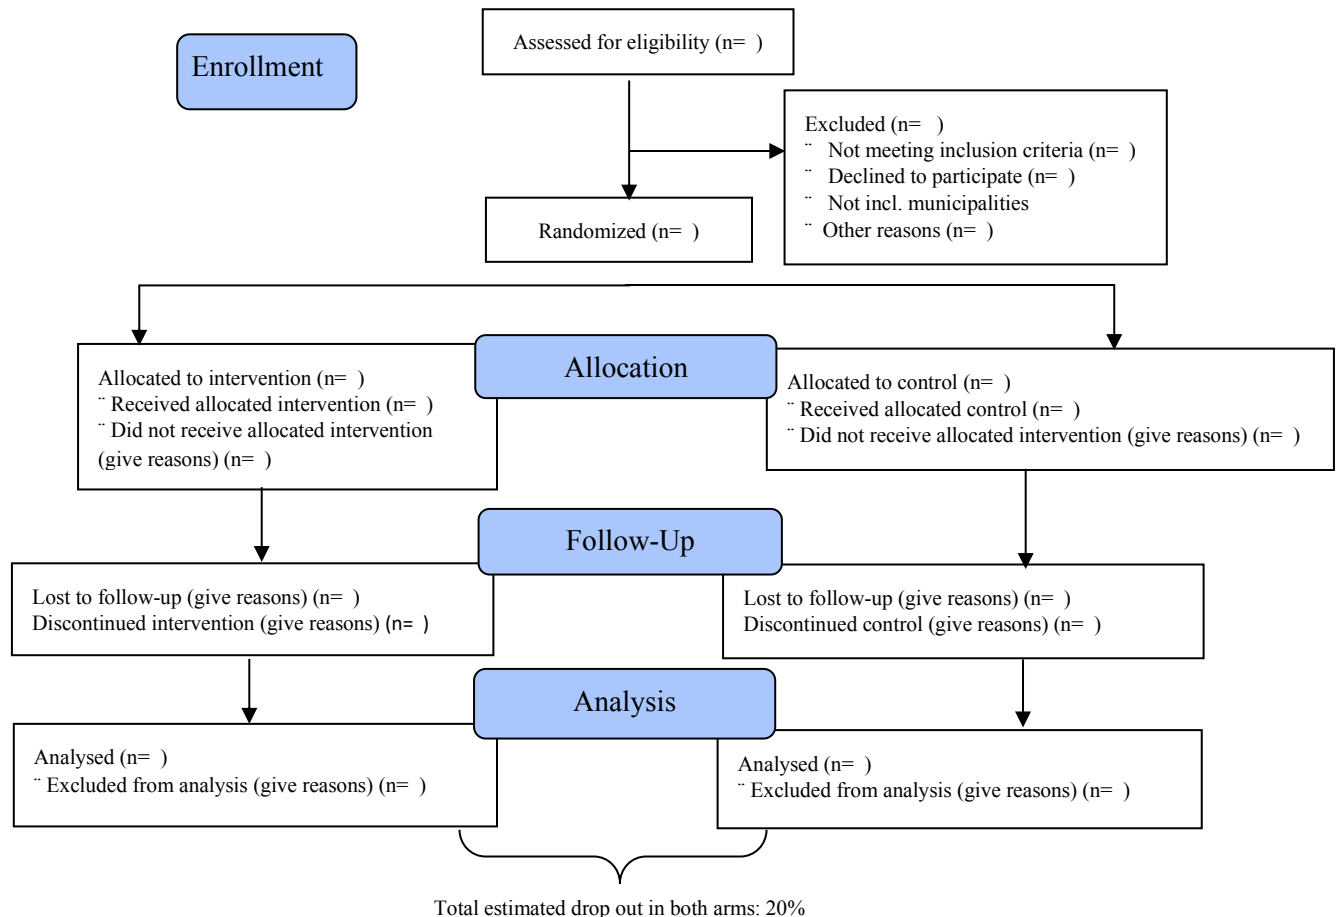 Assessed for eligibility (n=  )
Enrollment
Excluded (n=   )
¨   Not meeting inclusion criteria (n=  )
¨   Declined to participate (n=  )
¨   Not incl. municipalities
¨  Other reasons (n=  )
Randomized (n=  )
Allocation
Allocated to intervention (n=  )
¨ Received allocated intervention (n=  )
¨ Did not receive allocated intervention
(give reasons) (n=  )
Allocated to control (n=  )
¨ Received allocated control (n=  )
¨ Did not receive allocated intervention (give reasons) (n=  )
Follow-Up
Lost to follow-up (give reasons) (n=  )
Discontinued intervention (give reasons) (n=  )
Lost to follow-up (give reasons) (n=  )
Discontinued control (give reasons) (n=  )
Analysis
Analysed (n=  )
¨ Excluded from analysis (give reasons) (n=  )
Analysed (n=  )
¨ Excluded from analysis (give reasons) (n=  )
Total estimated drop out in both arms: 20%